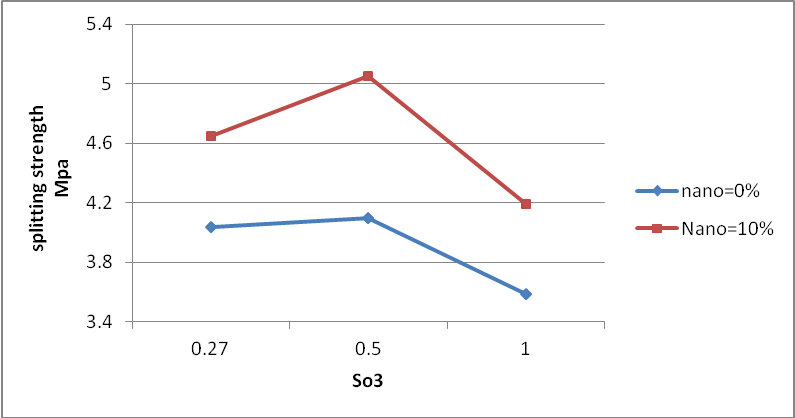 5.4
5
4.6
4.2
3.8
3.4
splitting strength
Mpa
0.27 0.5 1
So3
nano=0%
Nano=10%